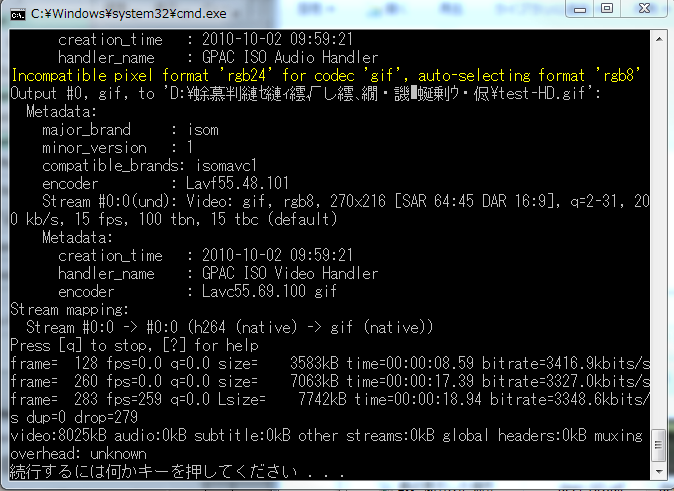 C:¥Windows¥system32¥cmd.exe
creation_time : 2010-10-02 09:59:21
handler_name : GPAC ISO Audio Handler
Incompatible pixel format 'rgb24' for codec 'gif', auto-selecting format 'rgb8'
Output #0, gif, to 'D:¥ ¥test-HD.gif':
Metadata:
major_brand : isom
minor_version : 1
compatible_brands: isomavc1
encoder : Lavf55.48.101
Stream #0:0(und): Video: gif, rgb8, 270x216 [SAR 64:45 DAR 16:9], q=2-31, 20
0 kb/s, 15 fps, 100 tbn, 15 tbc (default)
Metadata:
creation_time : 2010-10-02 09:59:21
handler_name : GPAC ISO Video Handler
encoder : Lavc55.69.100 gif
Stream mapping:
Stream #0:0 -> #0:0 (h264 (native) -> gif (native))
Press [q] to stop, [?] for help
frame= 128 fps=0.0 q=0.0 size= 3583kB time=00:00:08.59 bitrate=3416.9kbits/s
frame= 260 fps=0.0 q=0.0 size= 7063kB time=00:00:17.39 bitrate=3327.0kbits/s
frame= 283 fps=259 q=0.0 Lsize= 7742kB time=00:00:18.94 bitrate=3348.6kbits/
s dup=0 drop=279
video:8025kB audio:0kB subtitle:0kB other streams:0kB global headers:0kB muxing
overhead: unknown
続行するには何かキーを押してください . . .